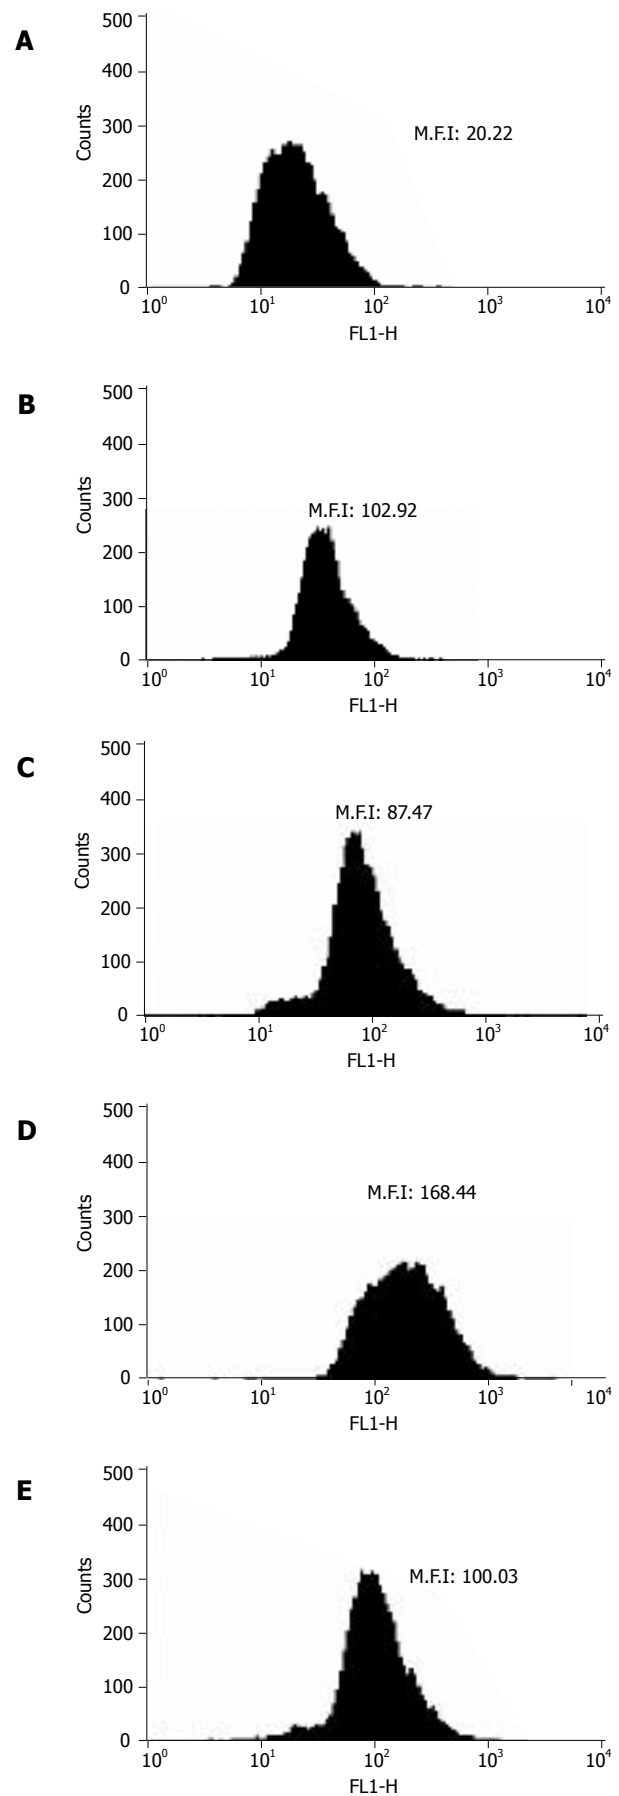 A
500
400
300
200
100
0
Counts
M.F.I: 20.22
10⁰ 10¹ 10² 10³ 10⁴
FL1-H
B
500
400
300
200
100
0
Counts
M.F.I: 102.92
10⁰ 10¹ 10² 10³ 10⁴
FL1-H
C
500
400
300
200
100
0
Counts
M.F.I: 87.47
10⁰ 10¹ 10² 10³ 10⁴
FL1-H
D
500
400
300
200
100
0
Counts
M.F.I: 168.44
10⁰ 10¹ 10² 10³ 10⁴
FL1-H
E
500
400
300
200
100
0
Counts
M.F.I: 100.03
10⁰ 10¹ 10² 10³ 10⁴
FL1-H